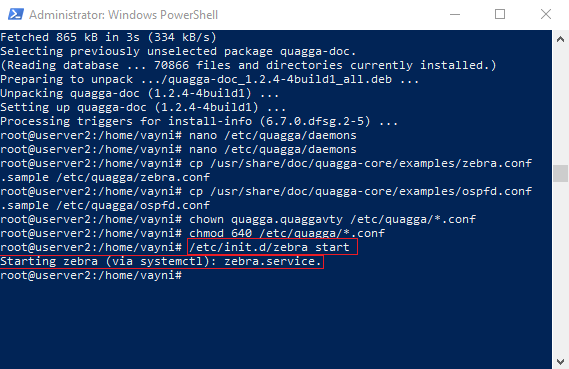 Administrator: Windows PowerShell
Fetched 865 kB in 3s (334 kB/s)
Selecting previously unselected package quagga-doc.
(Reading database ... 70866 files and directories currently installed.)
Preparing to unpack .../quagga-doc_1.2.4-4build1_all.deb ...
Unpacking quagga-doc (1.2.4-4build1) ...
Setting up quagga-doc (1.2.4-4build1) ...
Processing triggers for install-info (6.7.0.dfsg.2-5) ...
root@userver2:/home/vayni# nano /etc/quagga/daemons
root@userver2:/home/vayni# nano /etc/quagga/daemons
root@userver2:/home/vayni# cp /usr/share/doc/quagga-core/examples/zebra.conf
.sample /etc/quagga/zebra.conf
root@userver2:/home/vayni# cp /usr/share/doc/quagga-core/examples/ospfd.conf
.sample /etc/quagga/ospfd.conf
root@userver2:/home/vayni# chown quagga.quaggavty /etc/quagga/*.conf
root@userver2:/home/vayni# chmod 640 /etc/quagga/*.conf
root@userver2:/home/vayni# /etc/init.d/zebra start
Starting zebra (via systemctl): zebra.service.
root@userver2:/home/vayni#